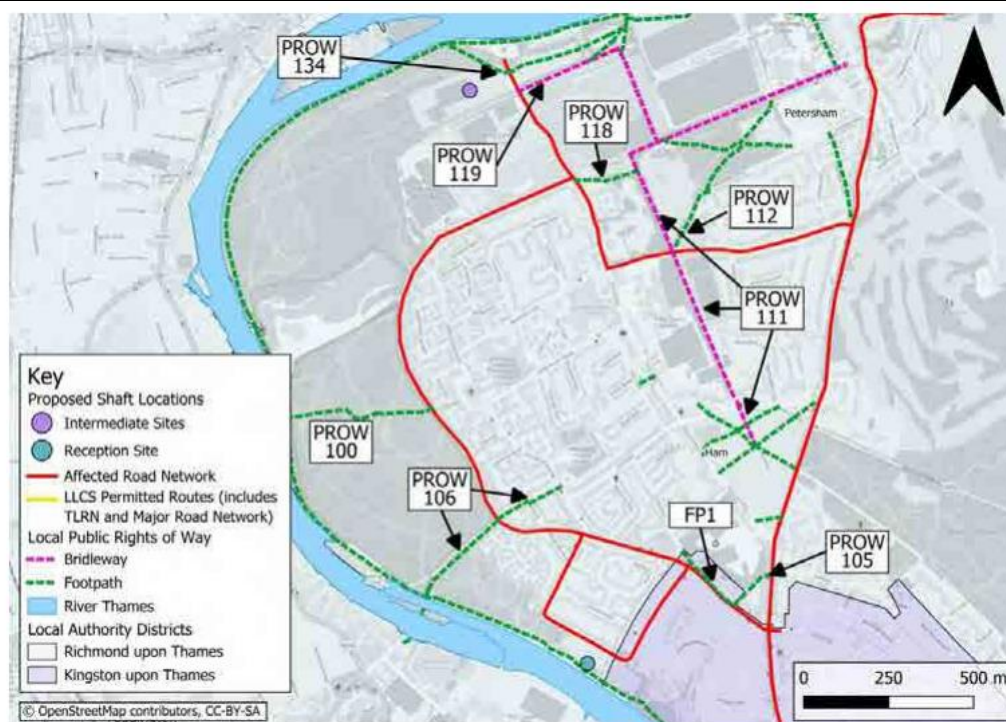 PROW
134
PROW
118
Petersham
PROW
119
PROW
112
PROW
111
Key
Proposed Shaft Locations
Intermediate Sites
Reception Site
Affected Road Network
LLCS Permitted Routes (includes
TLRN and Major Road Network)
Local Public Rights of Way
Bridleway
Footpath
River Thames
Local Authority Districts
Richmond upon Thames
Kingston upon Thames
PROW
100
Ham
PROW
106
FP1
PROW
105
0 250 500 m
© OpenStreetMap contributors, CC-BY-SA